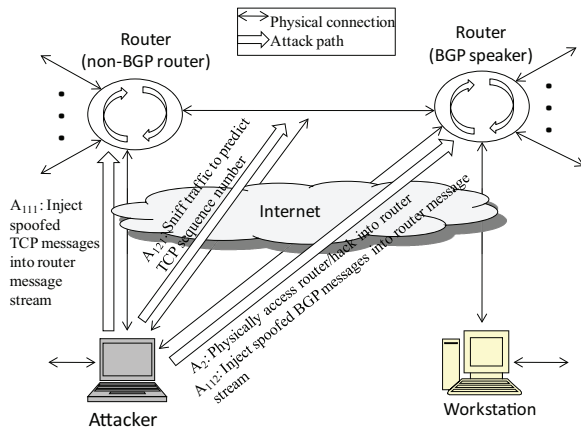 Physical connection
Attack path
Router
(non-BGP router)
Router
(BGP speaker)
A111: Inject
spoofed
TCP messages
into router
message
stream
A121: Sniff traffic to predict
TCP sequence number
Internet
A2: Physically access router/hack into router
A112: Inject spoofed BGP messages into router message
stream
Attacker
Workstation